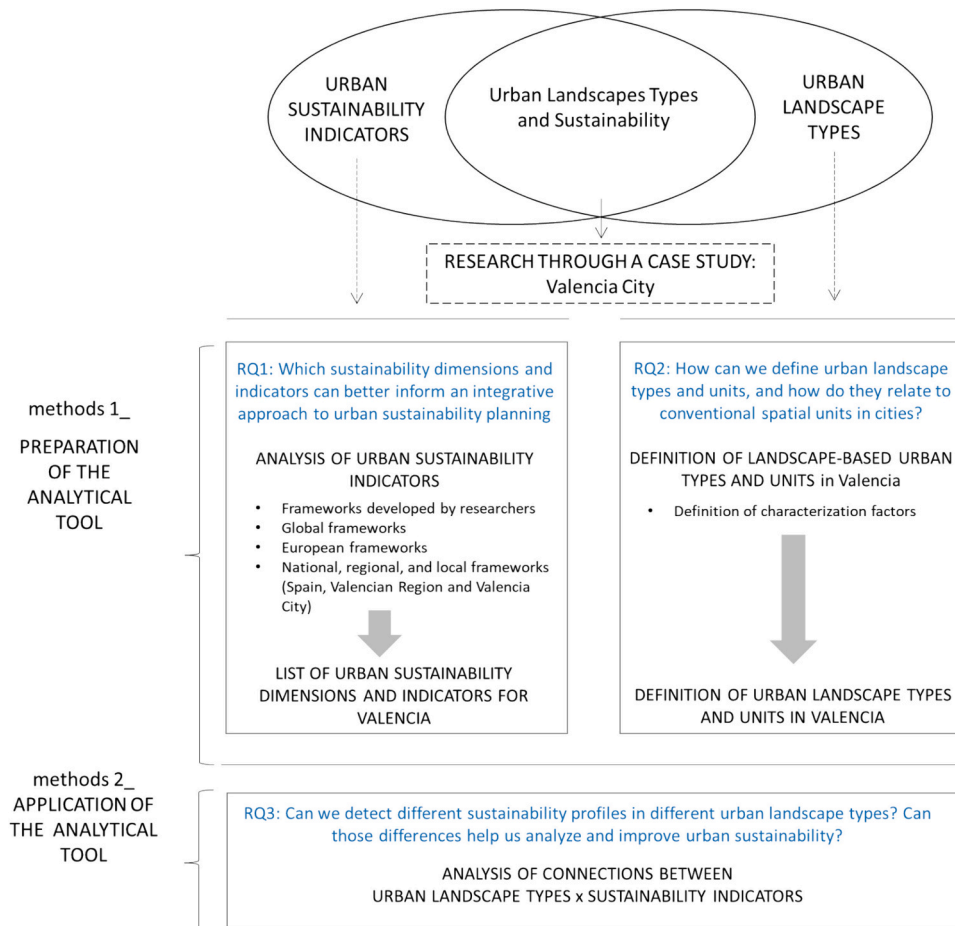 URBAN
SUSTAINABILITY
INDICATORS
Urban Landscapes Types
and Sustainability
URBAN
LANDSCAPE
TYPES
RESEARCH THROUGH A CASE STUDY:
Valencia City
methods 1_
PREPARATION
OF THE
ANALYTICAL
TOOL
RQ1: Which sustainability dimensions and
indicators can better inform an integrative
approach to urban sustainability planning
ANALYSIS OF URBAN SUSTAINABILITY
INDICATORS
• Frameworks developed by researchers
• Global frameworks
• European frameworks
• National, regional, and local frameworks
(Spain, Valencian Region and Valencia
City)
LIST OF URBAN SUSTAINABILITY
DIMENSIONS AND INDICATORS FOR
VALENCIA
RQ2: How can we define urban landscape
types and units, and how do they relate to
conventional spatial units in cities?
DEFINITION OF LANDSCAPE-BASED URBAN
TYPES AND UNITS in Valencia
• Definition of characterization factors
DEFINITION OF URBAN LANDSCAPE TYPES
AND UNITS IN VALENCIA
methods 2_
APPLICATION OF
THE ANALYTICAL
TOOL
RQ3: Can we detect different sustainability profiles in different urban landscape types? Can
those differences help us analyze and improve urban sustainability?
ANALYSIS OF CONNECTIONS BETWEEN
URBAN LANDSCAPE TYPES x SUSTAINABILITY INDICATORS